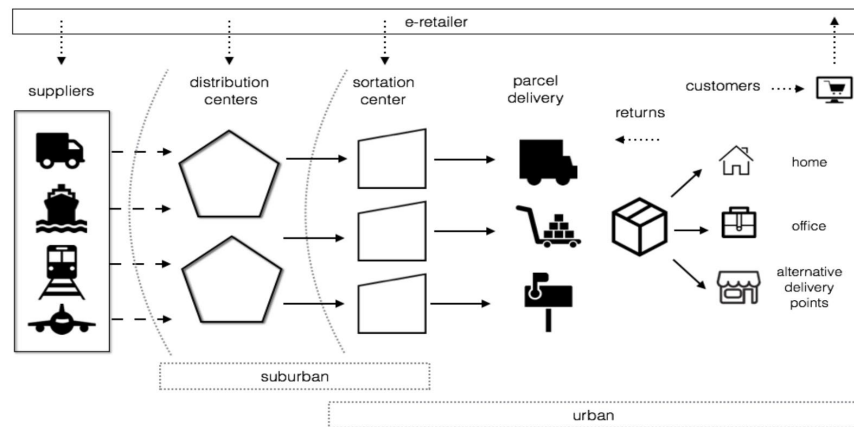 e-retailer
suppliers
distribution
centers
sortation
center
parcel
delivery
customers
returns
home
office
alternative
delivery
points
suburban
urban